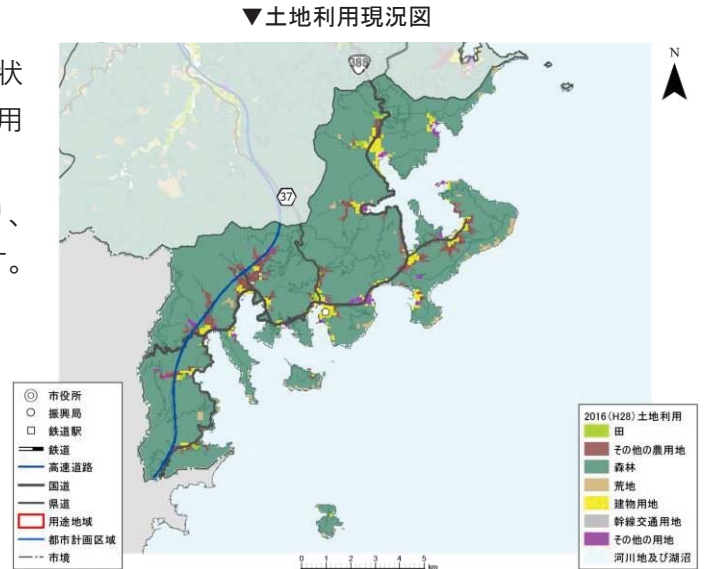 ▼土地利用現況図
状
用
、
。
N
388
37
市役所
振興局
鉄道駅
鉄道
高速道路
国道
県道
用途地域
都市計画区域
市境
2016(H28)土地利用
田
その他の農用地
森林
荒地
建物用地
幹線交通用地
その他の用地
河川地及び湖沼
0 1 2 3 4 5
km